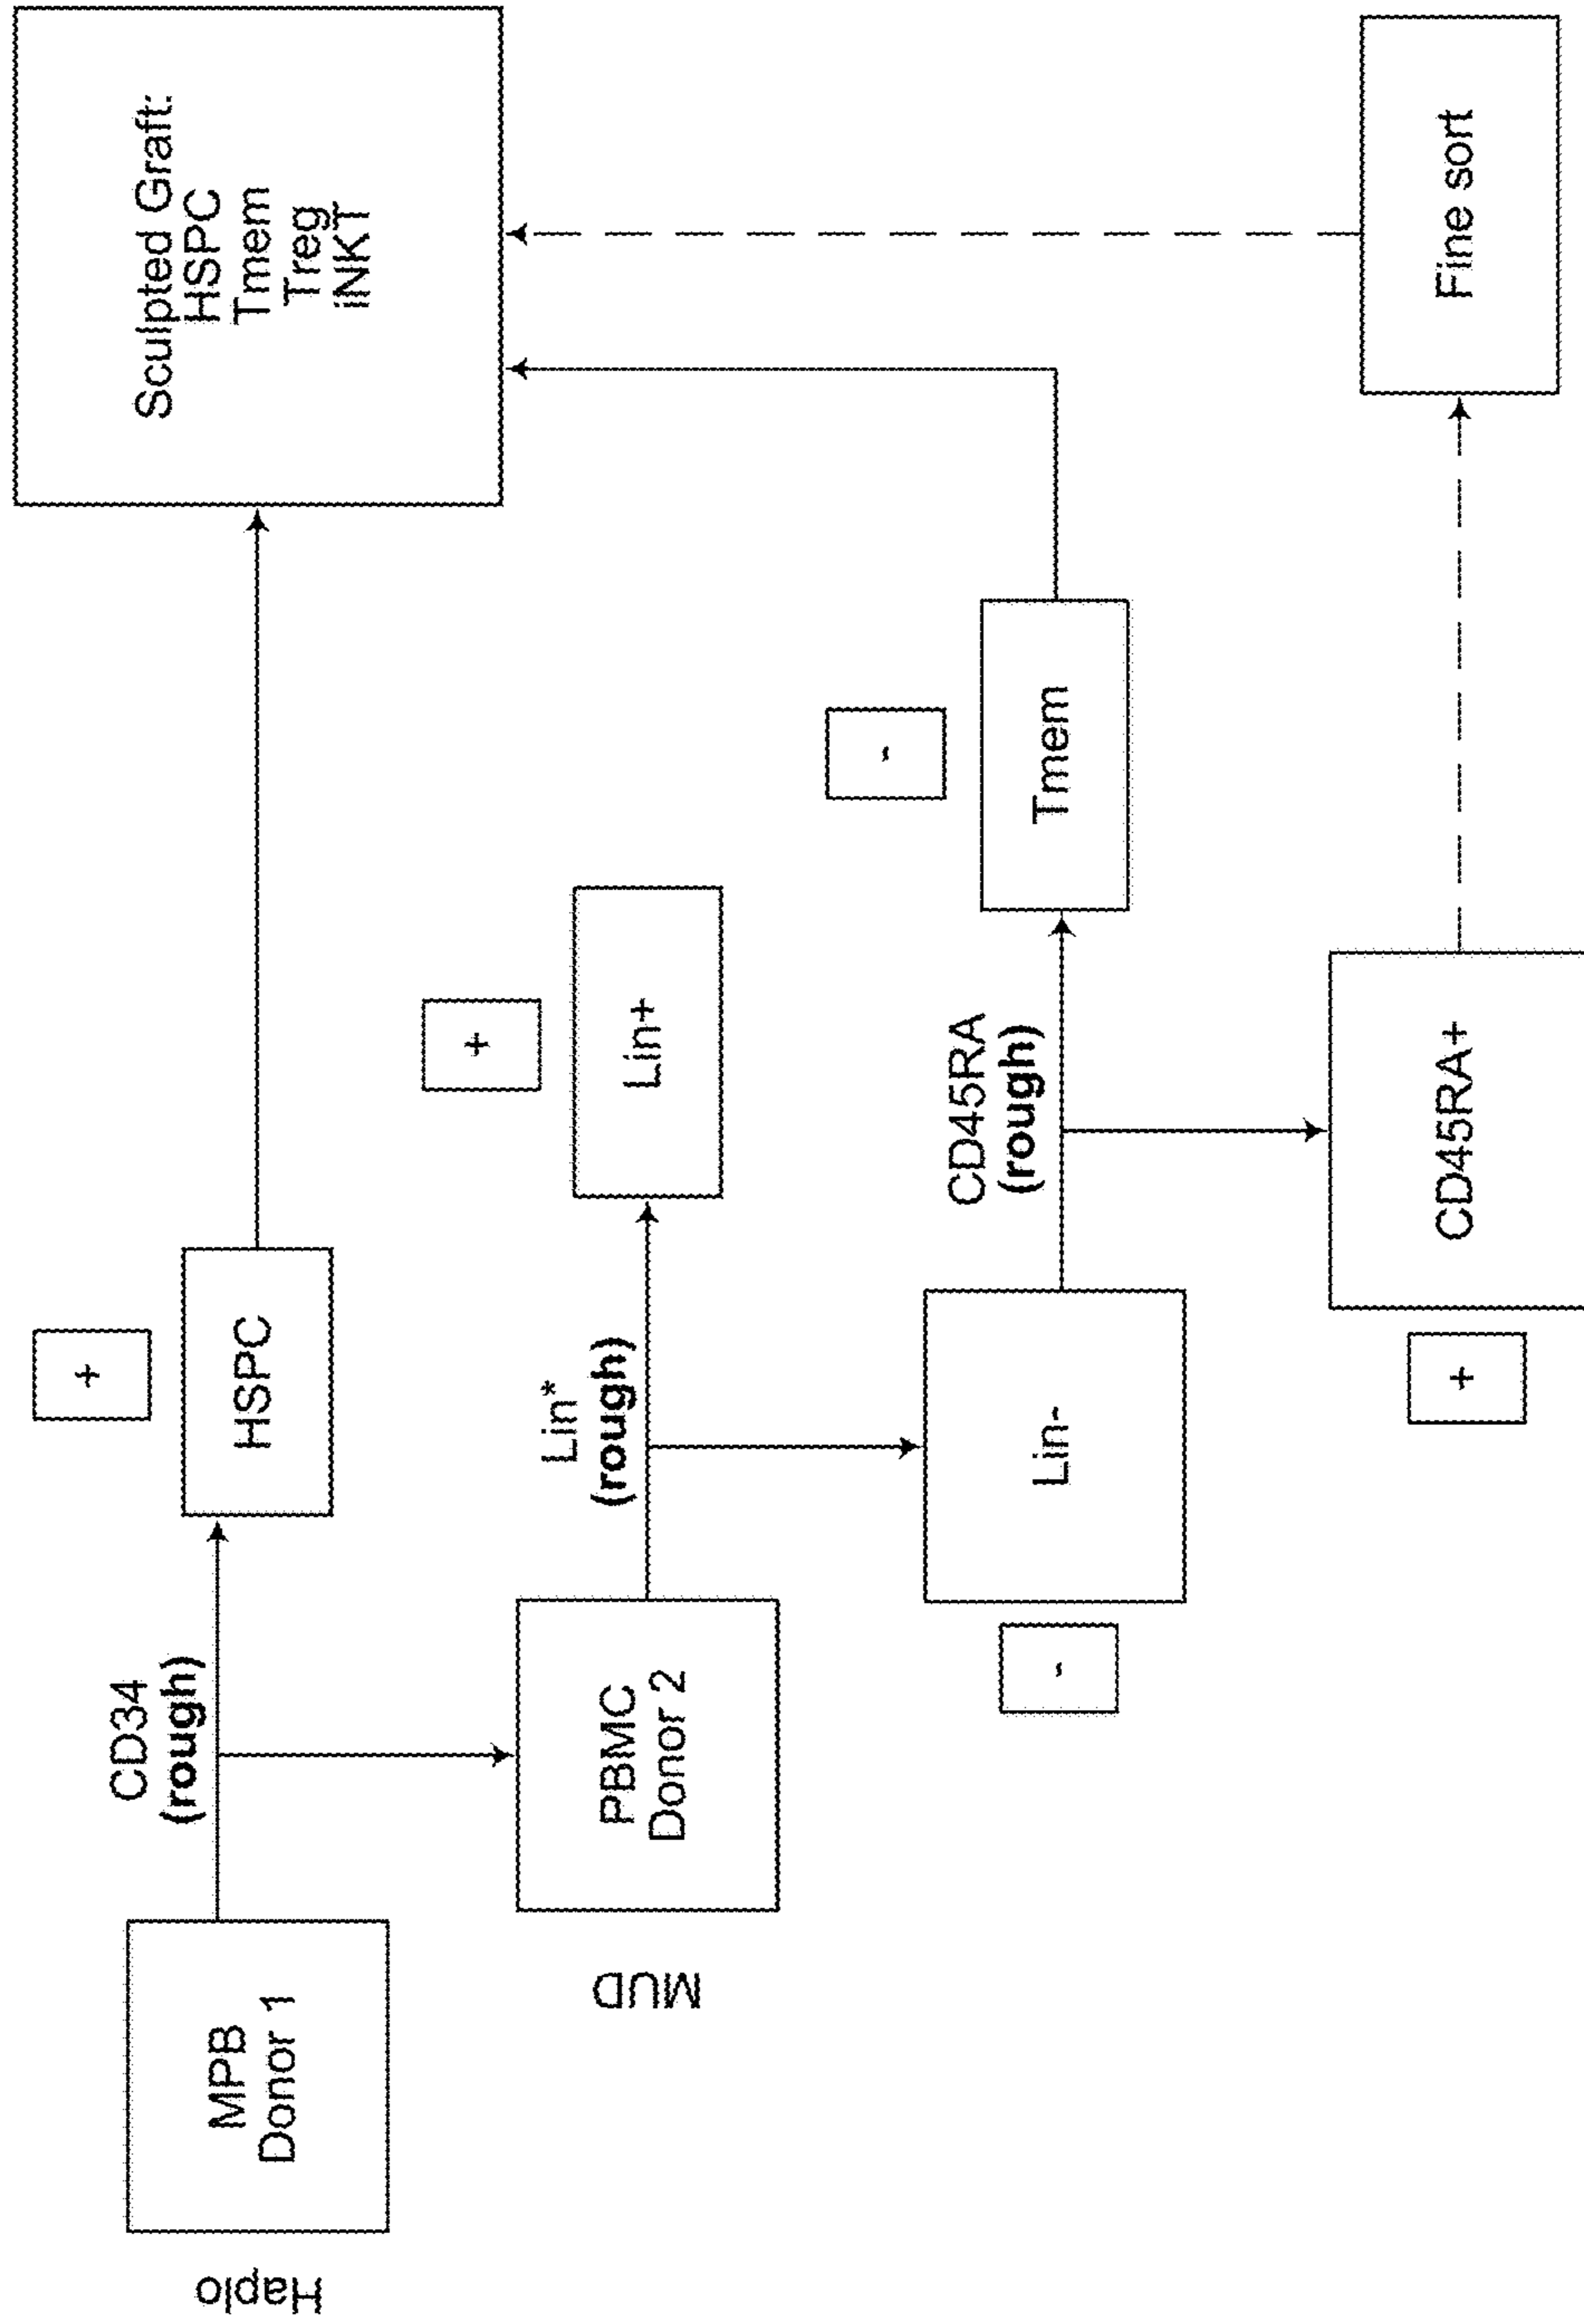 Haplo
MPB
Donor 1
CD34
(rough)
+
HSPC
Sculpted Graft:
HSPC
Tmem
Treg
iNKT
MUD
PBMC
Donor 2
Lin*
(rough)
+
Lin+
-
Lin-
CD45RA
(rough)
-
Tmem
+
CD45RA+
Fine sort